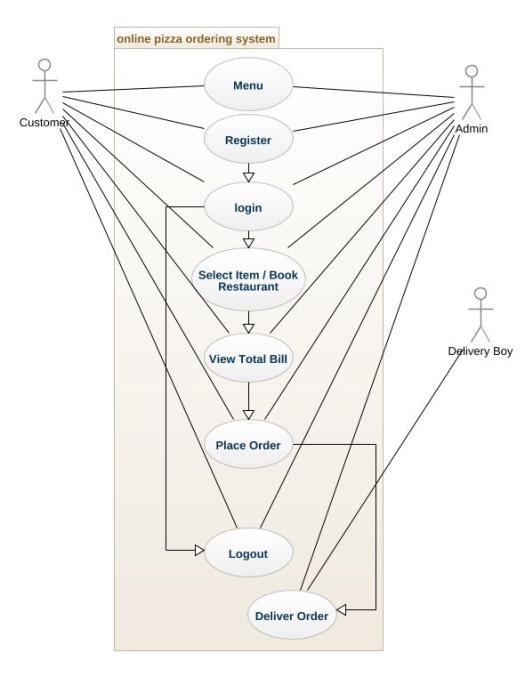 online pizza ordering system
Menu
Customer
Admin
Register
login
Select Item / Book
Restaurant
Delivery Boy
View Total Bill
Place Order
Logout
Deliver Order